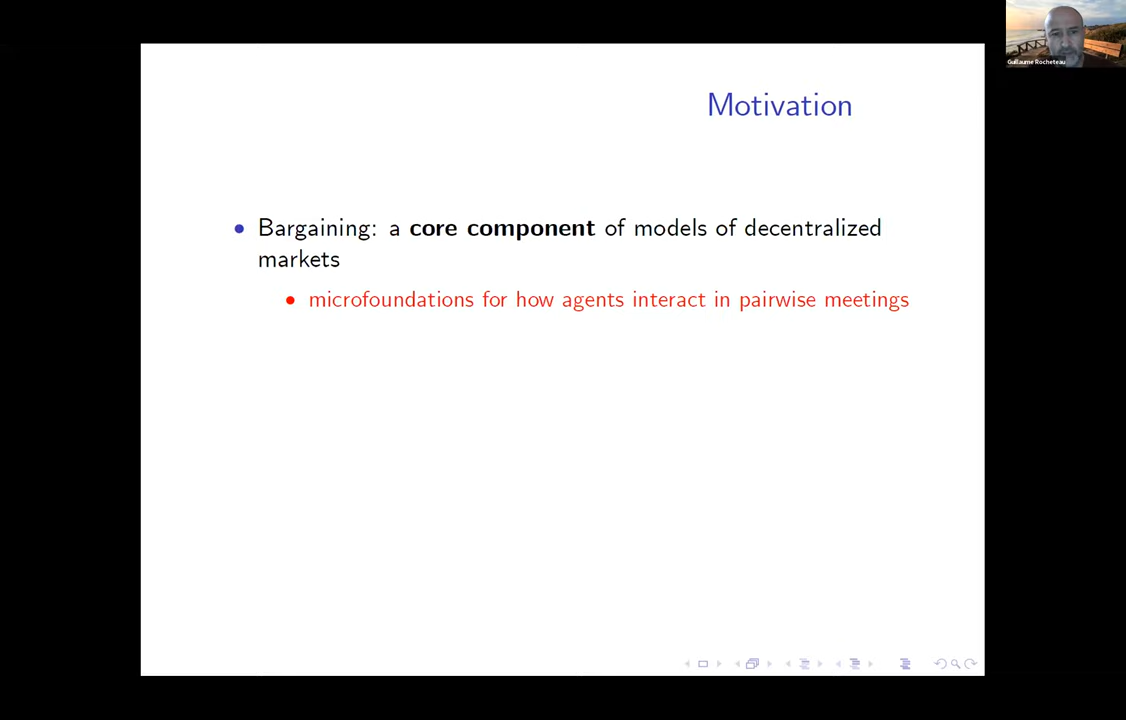 Guillaume Rocheteau
Motivation
• Bargaining: a core component of models of decentralized
markets
• microfoundations for how agents interact in pairwise meetings